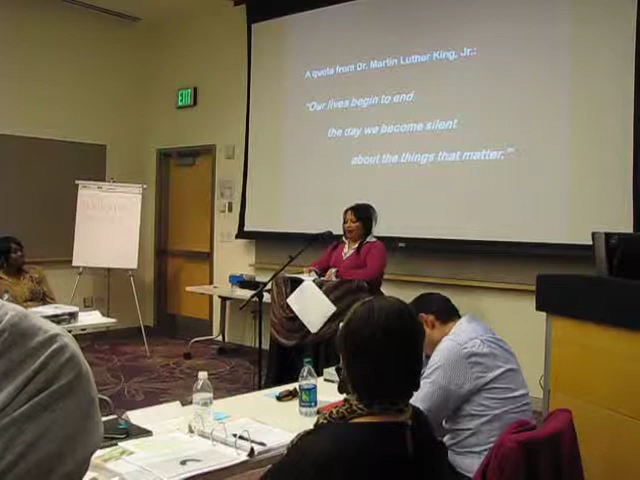 EXIT
A quote from Dr. Martin Luther King, Jr.:
"Our lives begin to end
the day we become silent
about the things that matter."